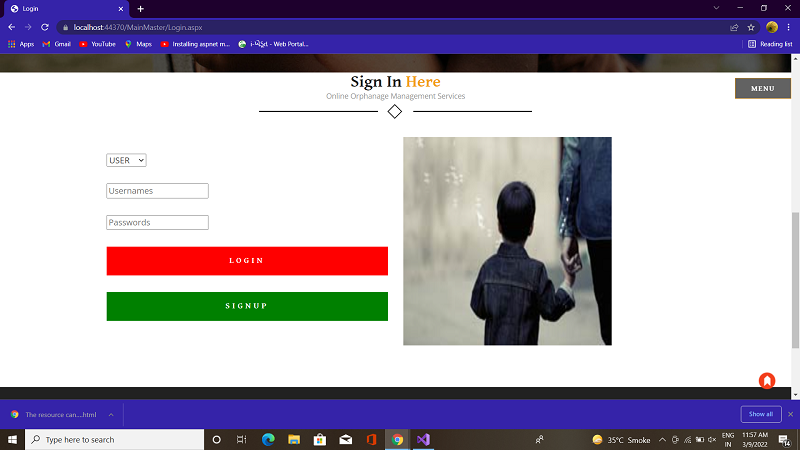 Login
localhost:44370/MainMaster/Login.aspx
Apps
Gmail
YouTube
Maps
Installing aspnet m...
Web Portal...
Reading list
Sign In Here
Online Orphanage Management Services
MENU
USER
Usernames
Passwords
LOGIN
SIGNUP
The resource can....html
Show all
Type here to search
35°C Smoke
ENG
IN
11:57 AM
3/9/2022
14